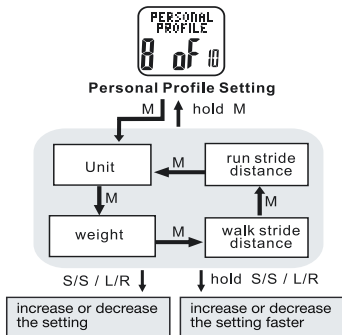 PERSONAL
PROFILE
8 oF 10
Personal Profile Setting
M
hold M
Unit
M
run stride
distance
M
M
weight
M
walk stride
distance
S/S / L/R
hold S/S / L/R
increase or decrease
the setting
increase or decrease
the setting faster